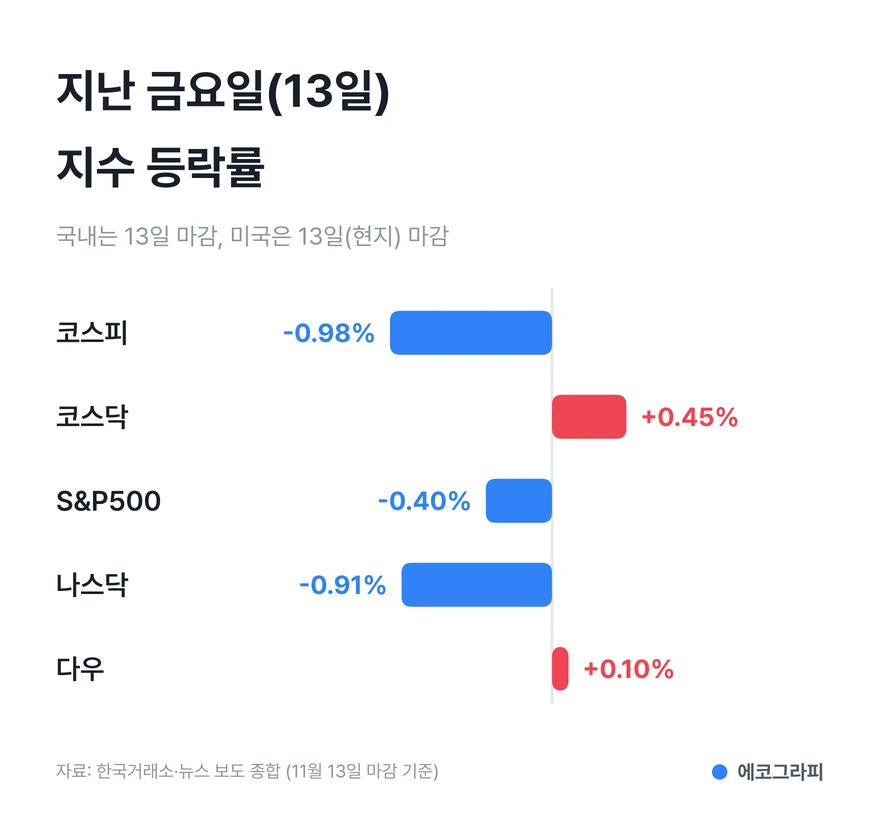 지난 금요일(13일)
지수 등락률
국내는 13일 마감, 미국은 13일(현지) 마감
코스피 -0.98%
코스닥 +0.45%
S&P500 -0.40%
나스닥 -0.91%
다우 +0.10%
자료: 한국거래소·뉴스 보도 종합 (11월 13일 마감 기준)
에코그라피